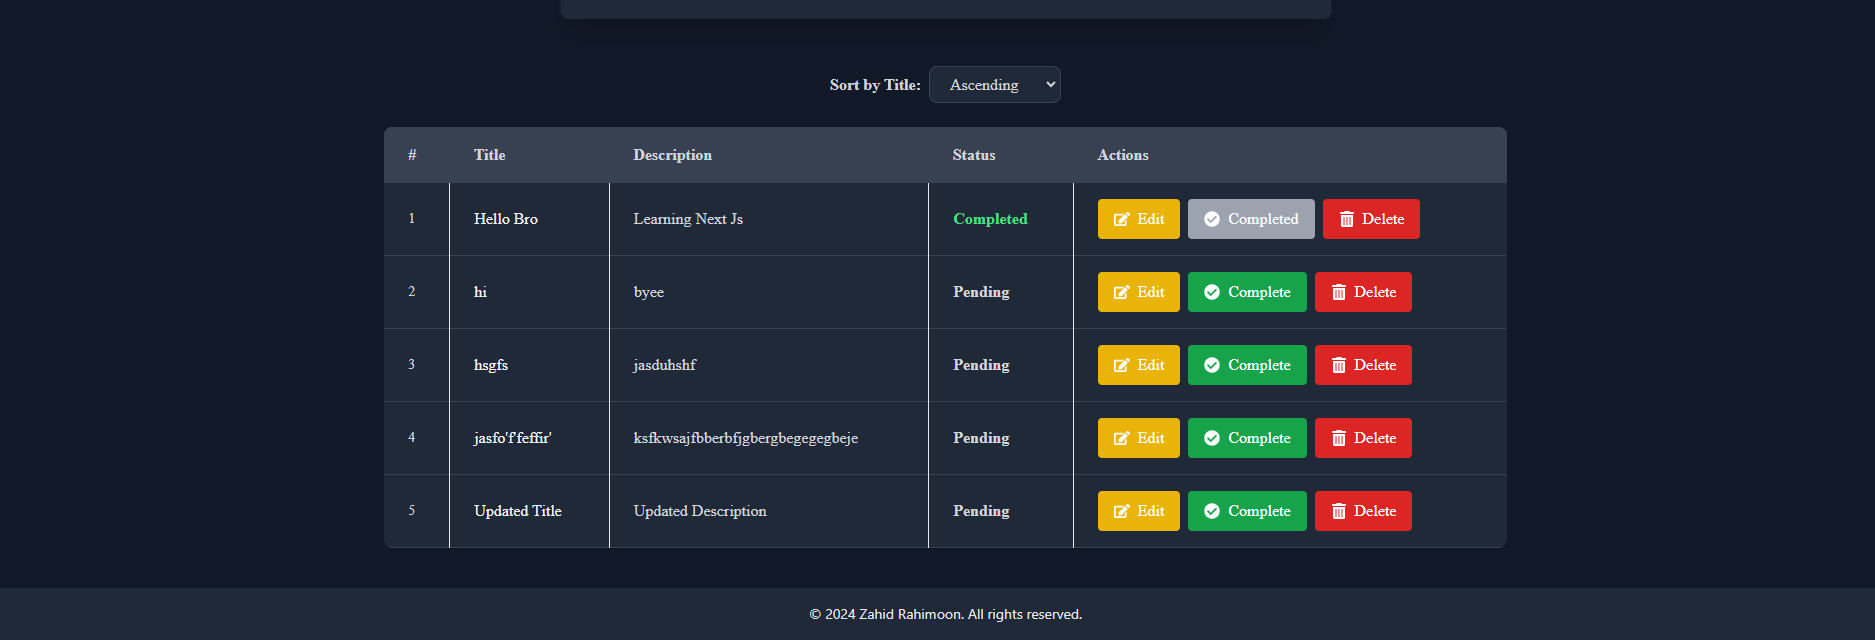 Sort by Title: Ascending
# Title Description Status Actions
1 Hello Bro Learning Next Js Completed Edit Completed Delete
2 hi byee Pending Edit Complete Delete
3 hsgfs jasduhshf Pending Edit Complete Delete
4 jasfo'f'feffir' ksfkwsajfbberbfjgbergbegegegbeje Pending Edit Complete Delete
5 Updated Title Updated Description Pending Edit Complete Delete
© 2024 Zahid Rahimoon. All rights reserved.